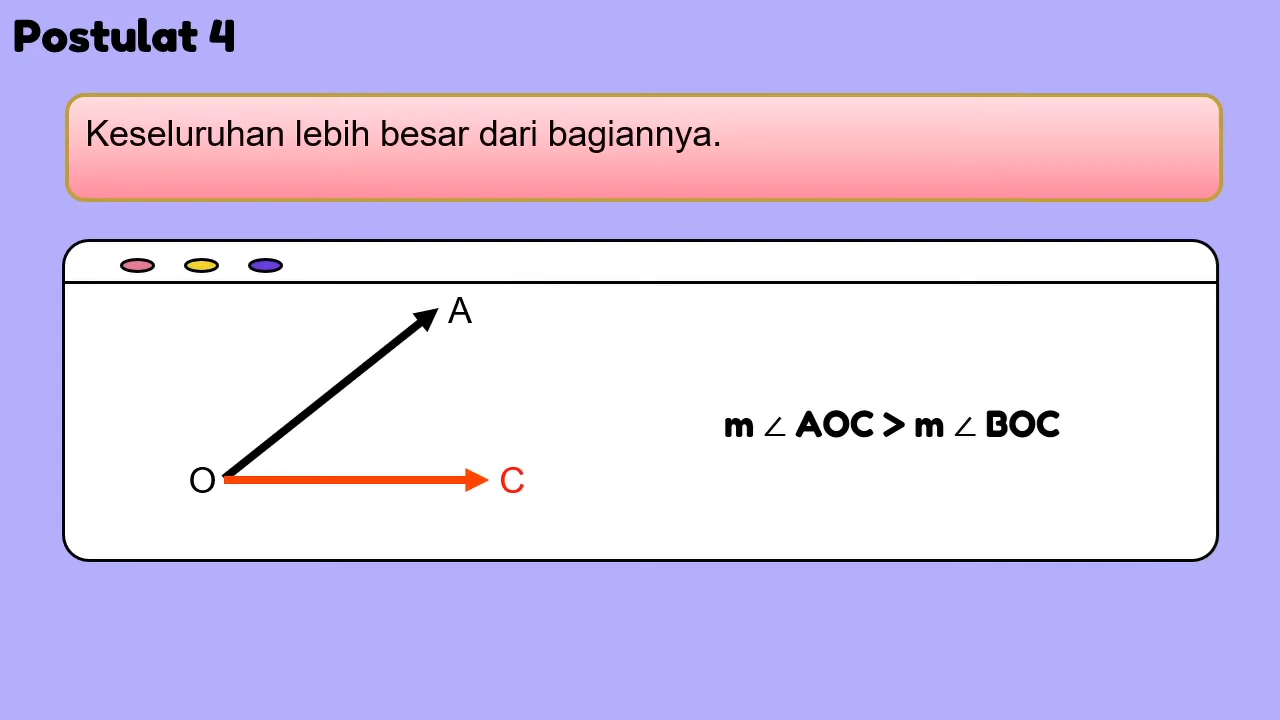 Postulat 4
Keseluruhan lebih besar dari bagiannya.
A
m ∠ AOC > m ∠ BOC
O
C